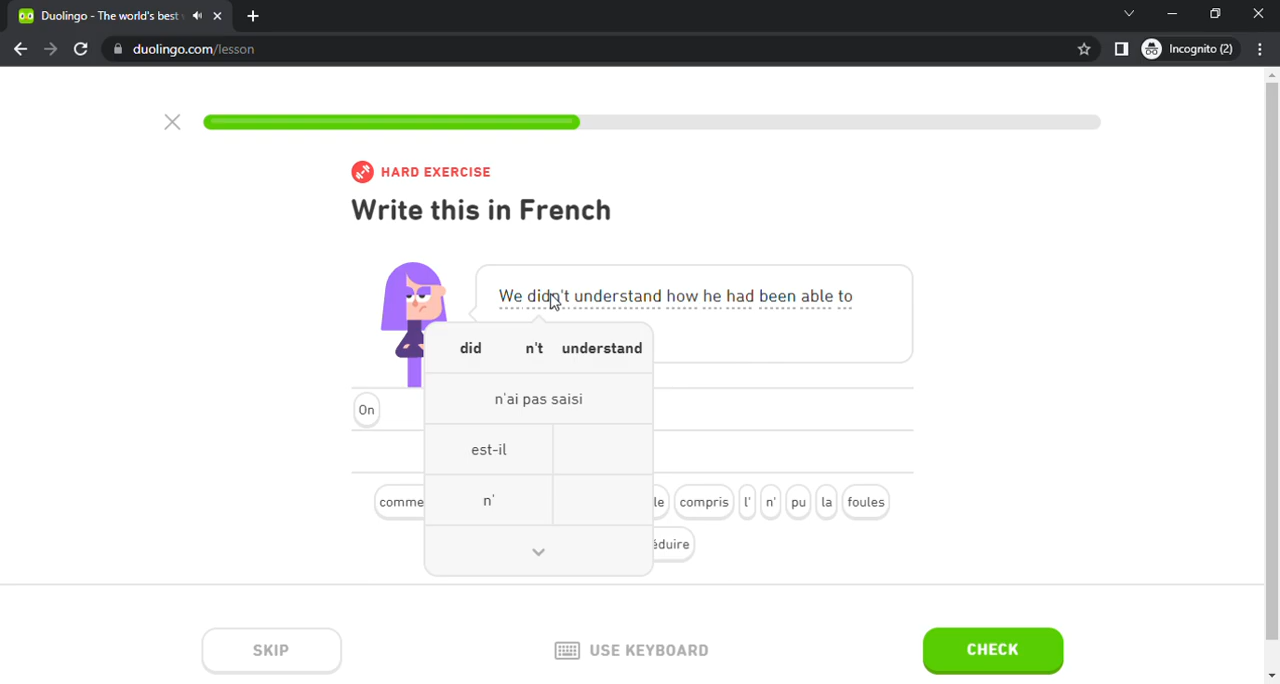 Duolingo - The world's best
duolingo.com/lesson
Incognito (2)
HARD EXERCISE
Write this in French
We didn't understand how he had been able to
did n't understand
n'ai pas saisi
est-il
n'
On
comme le compris l' n' pu la foules
éduire
SKIP
USE KEYBOARD
CHECK